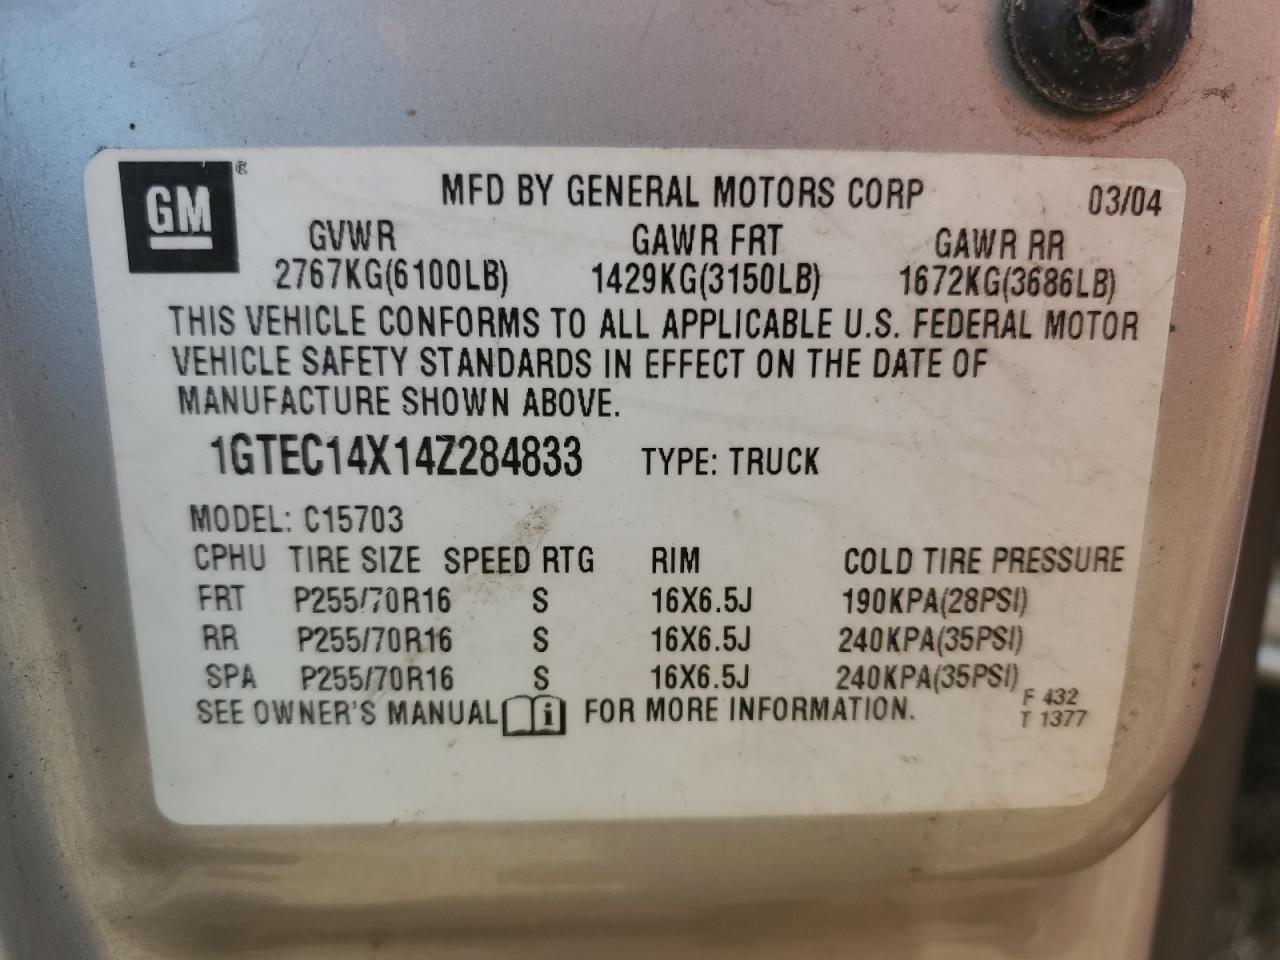 GM ®
MFD BY GENERAL MOTORS CORP 03/04
GVWR GAWR FRT GAWR RR
2767KG(6100LB) 1429KG(3150LB) 1672KG(3686LB)
THIS VEHICLE CONFORMS TO ALL APPLICABLE U.S. FEDERAL MOTOR
VEHICLE SAFETY STANDARDS IN EFFECT ON THE DATE OF
MANUFACTURE SHOWN ABOVE.
1GTEC14X14Z284833 TYPE: TRUCK
MODEL: C15703
CPHU TIRE SIZE SPEED RTG RIM COLD TIRE PRESSURE
FRT P255/70R16 S 16X6.5J 190KPA(28PSI)
RR P255/70R16 S 16X6.5J 240KPA(35PSI)
SPA P255/70R16 S 16X6.5J 240KPA(35PSI)
SEE OWNER'S MANUAL i FOR MORE INFORMATION.
F 432
T 1377